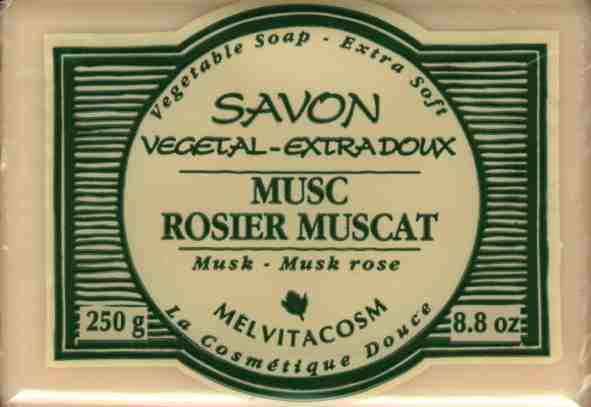 Vegetable Soap - Extra Soft
SAVON
VEGETAL - EXTRA DOUX
MUSC
ROSIER MUSCAT
Musk - Musk rose
MELVITACOSM
La Cosmétique Douce
250 g
8.8 oz